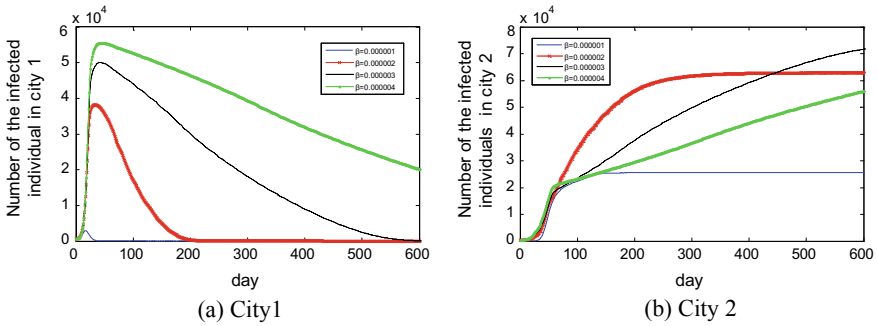 x 10^4
6
5
4
3
2
1
0
0 100 200 300 400 500 600
Number of the infected
individual in city 1
day
β=0.000001
β=0.000002
β=0.000003
β=0.000004
(a) City1
x 10^4
8
7
6
5
4
3
2
1
0
0 100 200 300 400 500 600
Number of the infected
individuals in city 2
day
β=0.000001
β=0.000002
β=0.000003
β=0.000004
(b) City 2